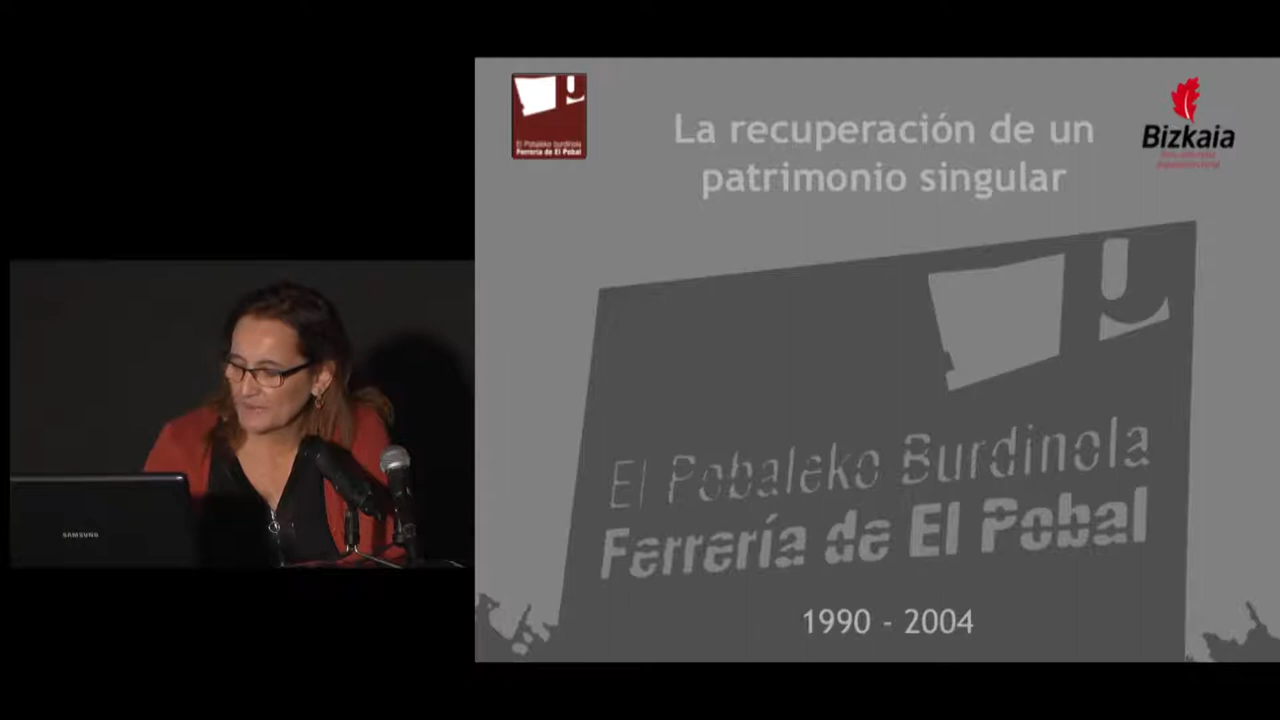 El Pobaleko Burdinola
Ferrería de El Pobal
La recuperación de un
patrimonio singular
Bizkaia
El Pobaleko Burdinola
Ferrería de El Pobal
1990 - 2004
SAMSUNG